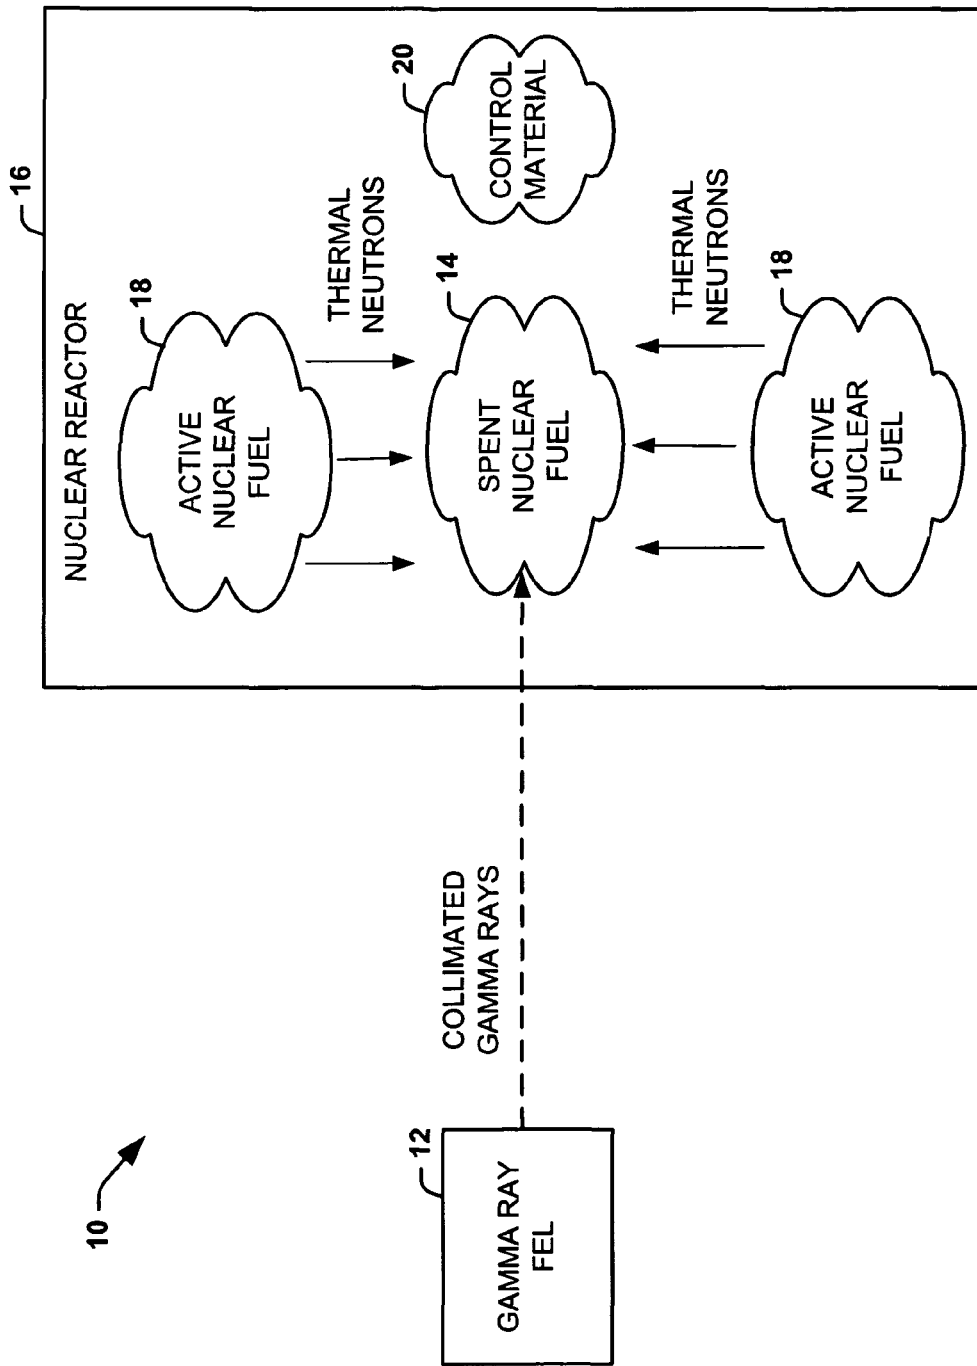 10
12
GAMMA RAY
FEL
COLLIMATED
GAMMA RAYS
16
NUCLEAR REACTOR
18
ACTIVE
NUCLEAR
FUEL
THERMAL
NEUTRONS
14
SPENT
NUCLEAR
FUEL
20
CONTROL
MATERIAL
THERMAL
NEUTRONS
18
ACTIVE
NUCLEAR
FUEL